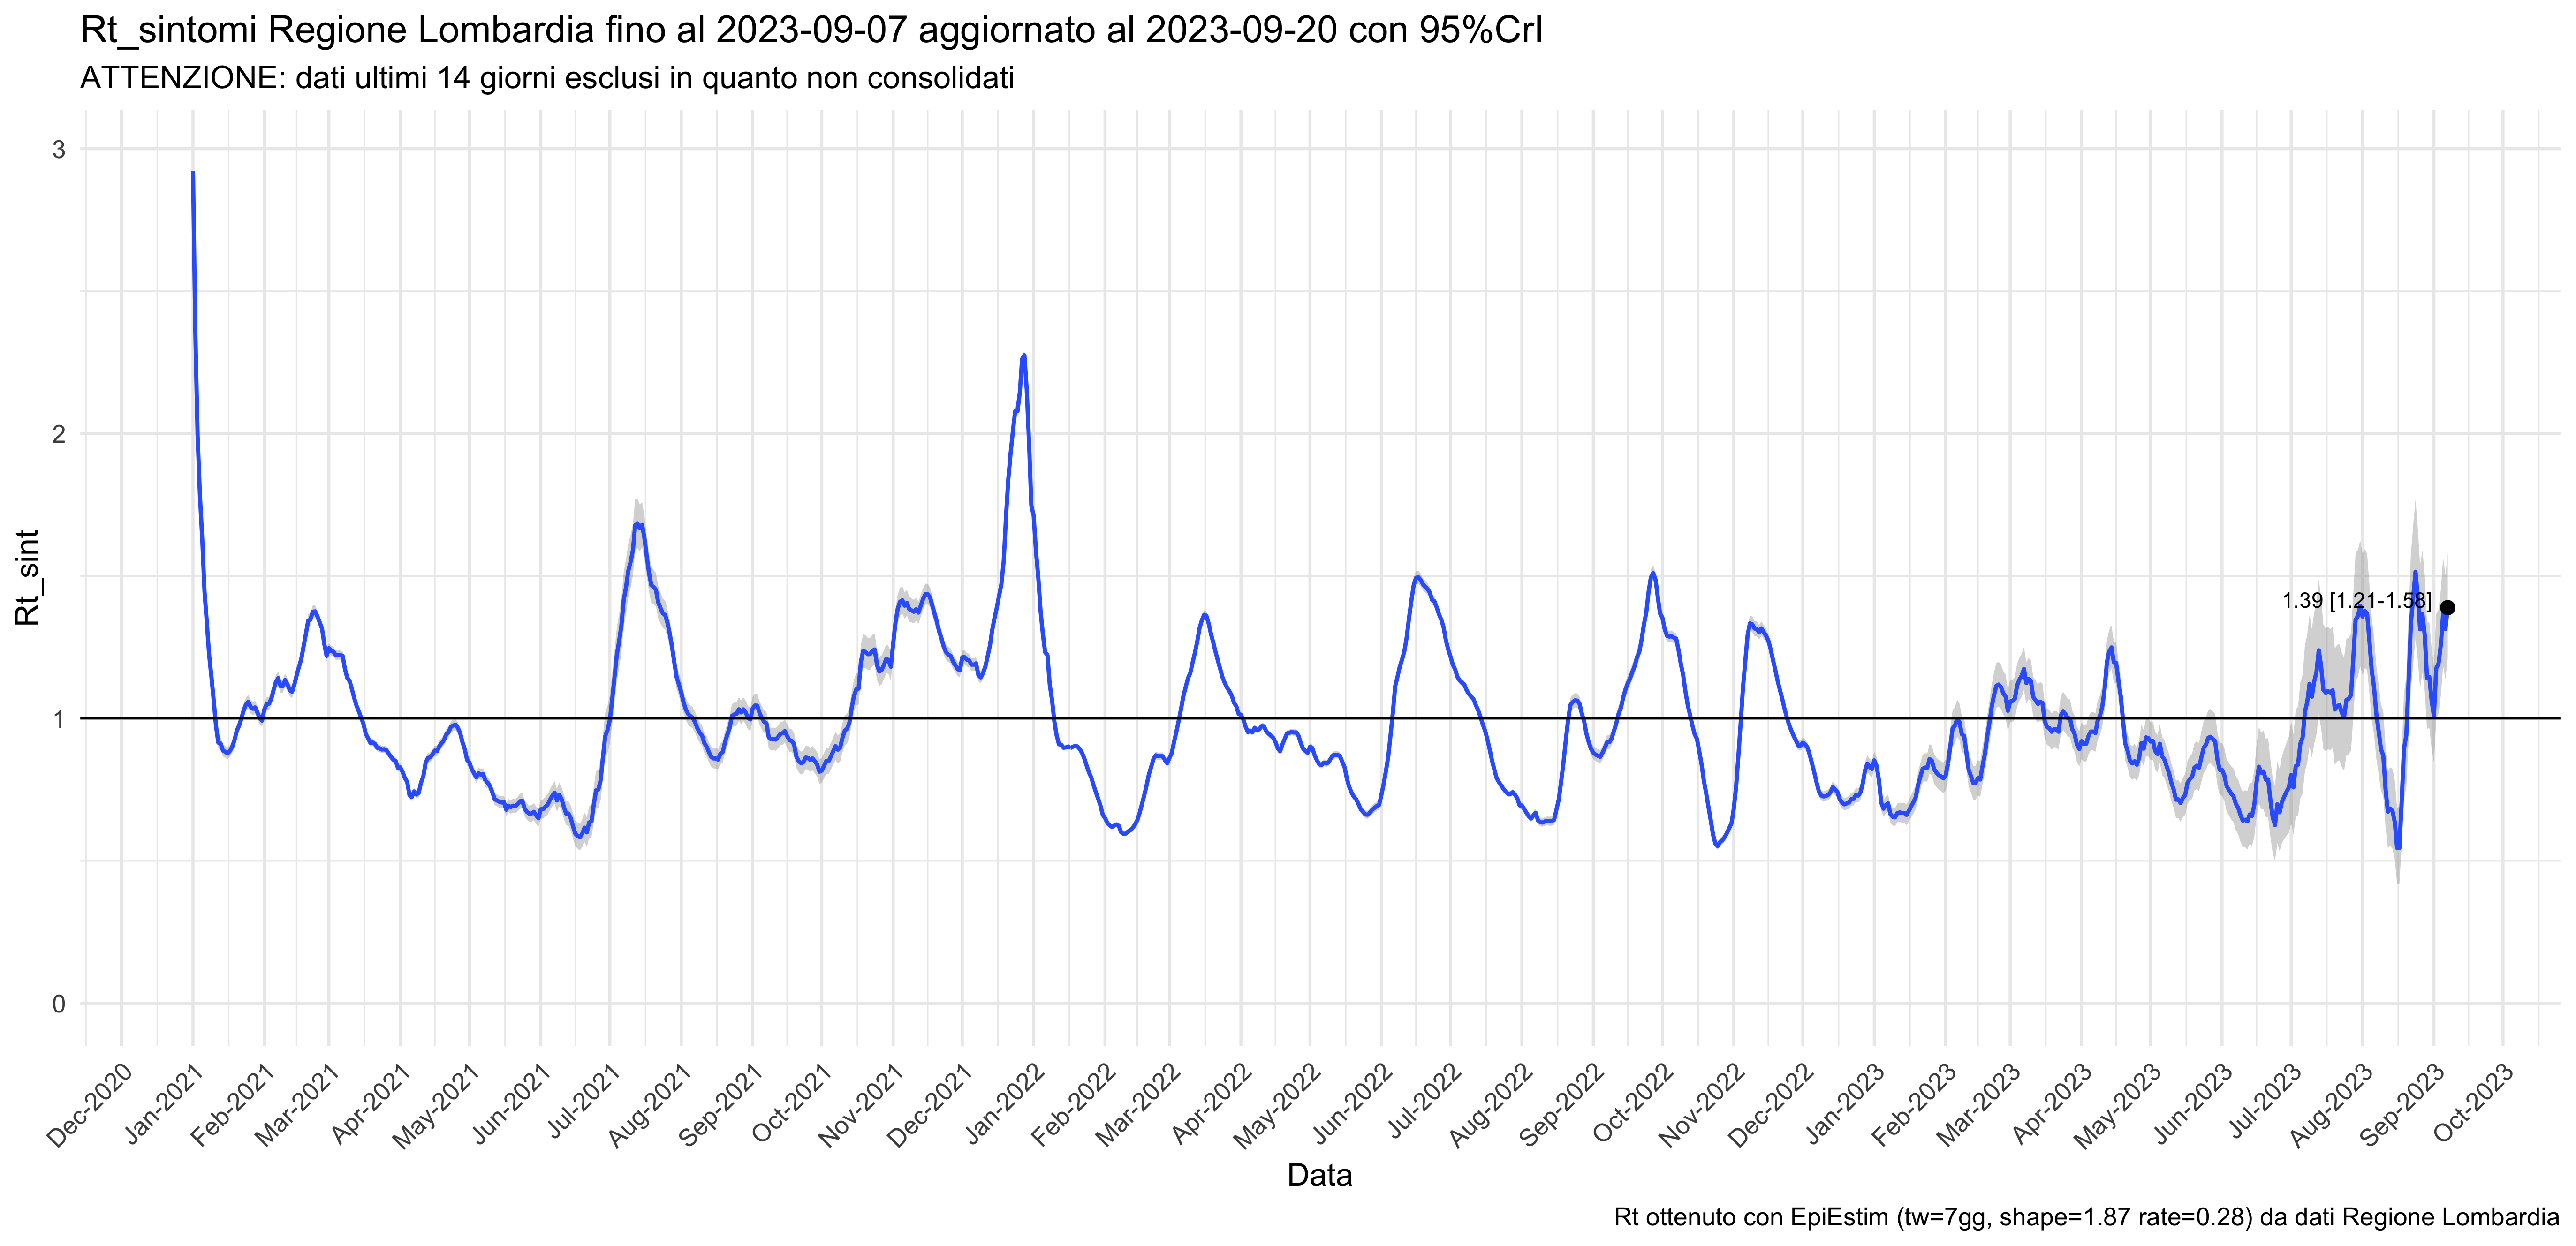 Rt_sintomi Regione Lombardia fino al 2023-09-07 aggiornato al 2023-09-20 con 95%CrI
ATTENZIONE: dati ultimi 14 giorni esclusi in quanto non consolidati
3
2
1
0
Rt_sint
1.39 [1.21-1.58]
Dec-2020
Jan-2021
Feb-2021
Mar-2021
Apr-2021
May-2021
Jun-2021
Jul-2021
Aug-2021
Sep-2021
Oct-2021
Nov-2021
Dec-2021
Jan-2022
Feb-2022
Mar-2022
Apr-2022
May-2022
Jun-2022
Jul-2022
Aug-2022
Sep-2022
Oct-2022
Nov-2022
Dec-2022
Jan-2023
Feb-2023
Mar-2023
Apr-2023
May-2023
Jun-2023
Jul-2023
Aug-2023
Sep-2023
Oct-2023
Data
Rt ottenuto con EpiEstim (tw=7gg, shape=1.87 rate=0.28) da dati Regione Lombardia